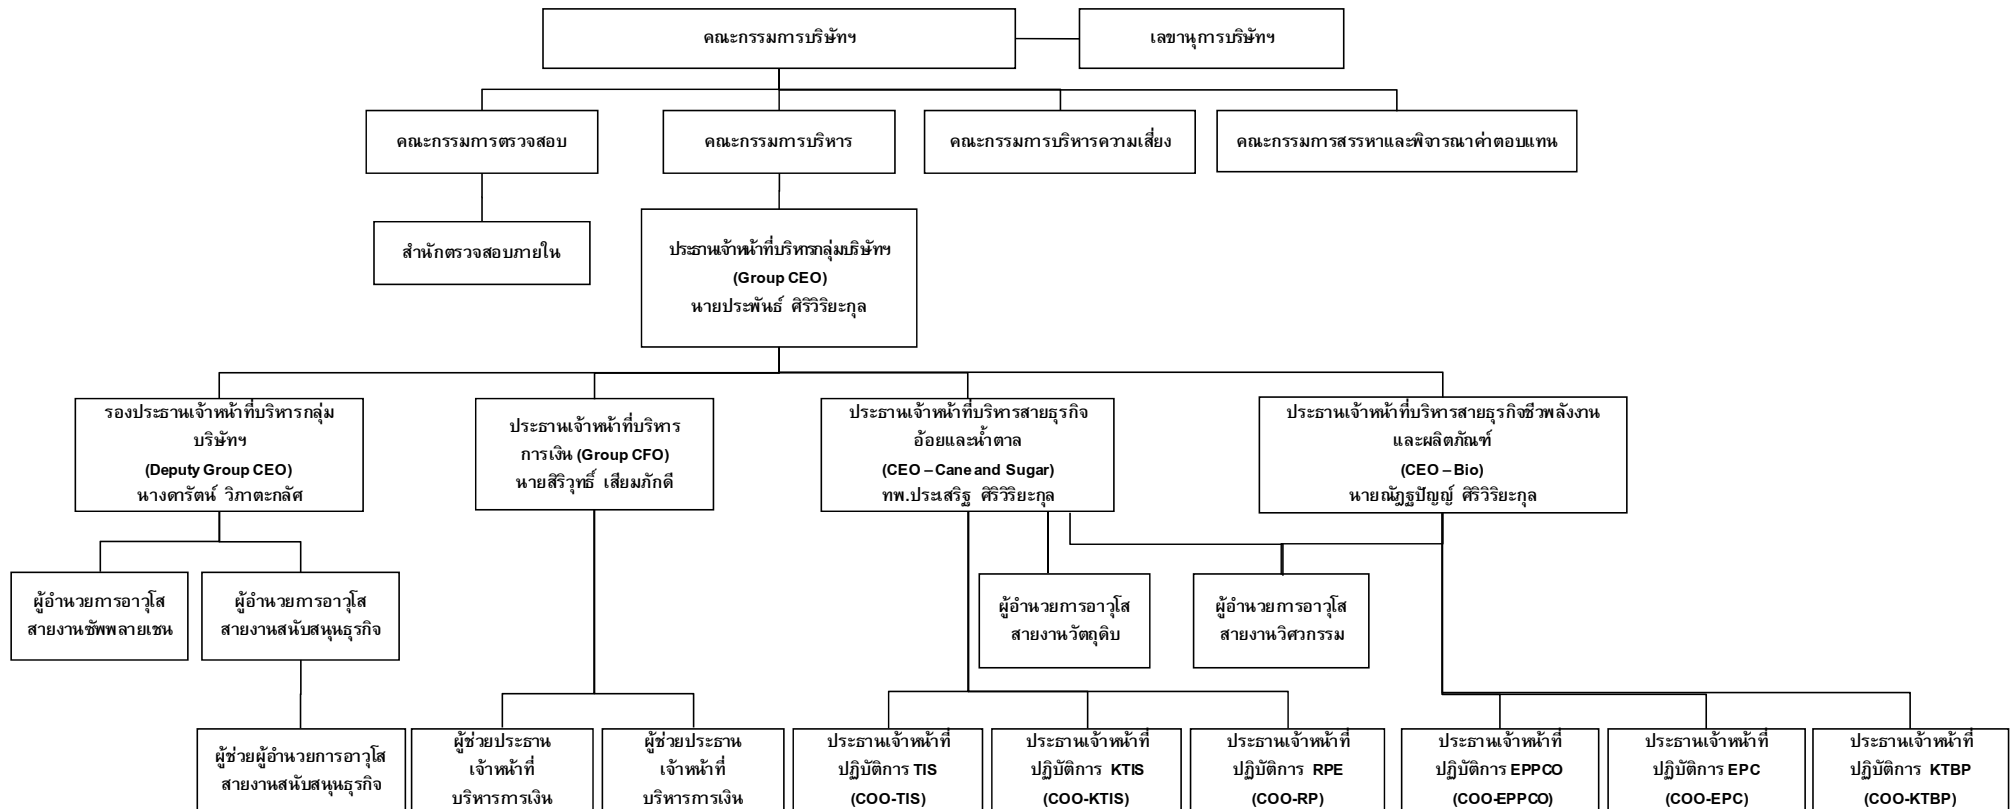 คณะกรรมการบริษัทฯ
เลขานุการบริษัทฯ
คณะกรรมการตรวจสอบ
คณะกรรมการบริหาร
คณะกรรมการบริหารความเสี่ยง
คณะกรรมการสรรหาและพิจารณาค่าตอบแทน
สำนักตรวจสอบภายใน
ประธานเจ้าหน้าที่บริหารกลุ่มบริษัทฯ
(Group CEO)
นายประพันธ์ ศิริวิริยะกุล
รองประธานเจ้าหน้าที่บริหารกลุ่ม
บริษัทฯ
(Deputy Group CEO)
นางดารัตน์ วิภาตะกลัศ
ประธานเจ้าหน้าที่บริหาร
การเงิน (Group CFO)
นายสิริวุทธิ์ เสียมภักดี
ประธานเจ้าหน้าที่บริหารสายธุรกิจ
อ้อยและน้ำตาล
(CEO – Cane and Sugar)
ทพ.ประเสริฐ ศิริวิริยะกุล
ประธานเจ้าหน้าที่บริหารสายธุรกิจชีวพลังงาน
และผลิตภัณฑ์
(CEO – Bio)
นายณัฎฐปัญญ์ ศิริวิริยะกุล
ผู้อำนวยการอาวุโส
สายงานซัพพลายเชน
ผู้อำนวยการอาวุโส
สายงานสนับสนุนธุรกิจ
ผู้อำนวยการอาวุโส
สายงานวัตถุดิบ
ผู้อำนวยการอาวุโส
สายงานวิศวกรรม
ผู้ช่วยผู้อำนวยการอาวุโส
สายงานสนับสนุนธุรกิจ
ผู้ช่วยประธาน
เจ้าหน้าที่
บริหารการเงิน
ผู้ช่วยประธาน
เจ้าหน้าที่
บริหารการเงิน
ประธานเจ้าหน้าที่
ปฏิบัติการ TIS
(COO-TIS)
ประธานเจ้าหน้าที่
ปฏิบัติการ KTIS
(COO-KTIS)
ประธานเจ้าหน้าที่
ปฏิบัติการ RPE
(COO-RP)
ประธานเจ้าหน้าที่
ปฏิบัติการ EPPCO
(COO-EPPCO)
ประธานเจ้าหน้าที่
ปฏิบัติการ EPC
(COO-EPC)
ประธานเจ้าหน้าที่
ปฏิบัติการ KTBP
(COO-KTBP)